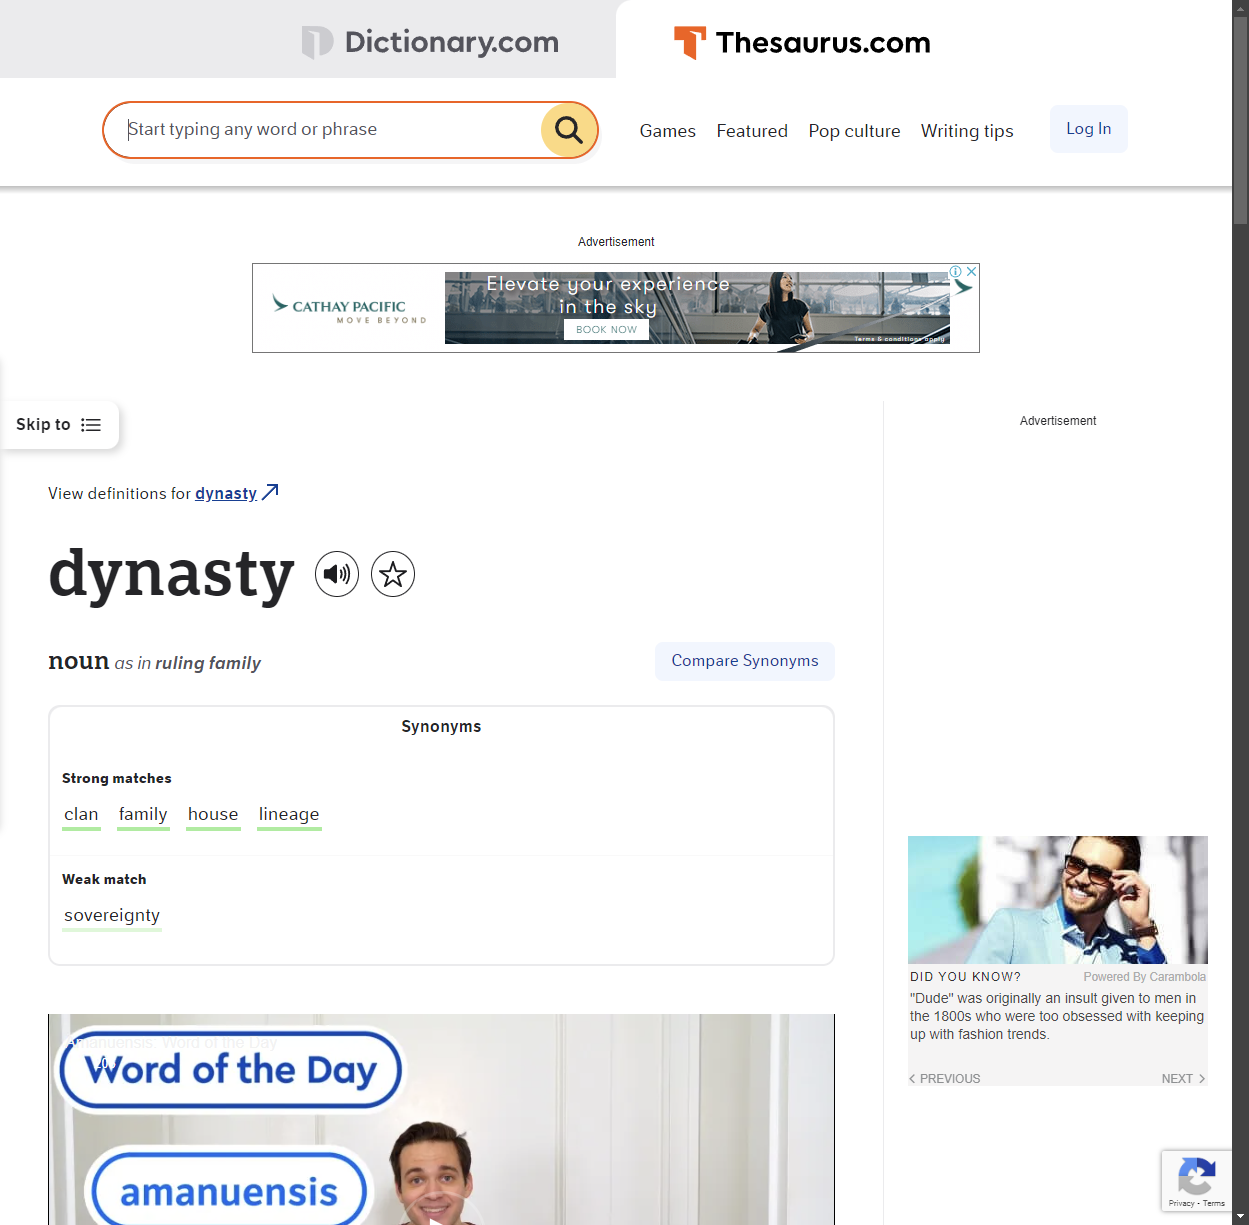 Dictionary.com
Thesaurus.com
Start typing any word or phrase
Games
Featured
Pop culture
Writing tips
Log In
Advertisement
CATHAY PACIFIC
MOVE BEYOND
Elevate your experience
in the sky
BOOK NOW
Terms & conditions apply
Skip to
Advertisement
View definitions for dynasty
dynasty
noun as in ruling family
Compare Synonyms
Synonyms
Strong matches
clan family house lineage
Weak match
sovereignty
DID YOU KNOW?
Powered By Carambola
"Dude" was originally an insult given to men in
the 1800s who were too obsessed with keeping
up with fashion trends.
PREVIOUS
NEXT
Amanuensis: Word of the Day
Word of the Day
amanuensis
Privacy - Terms